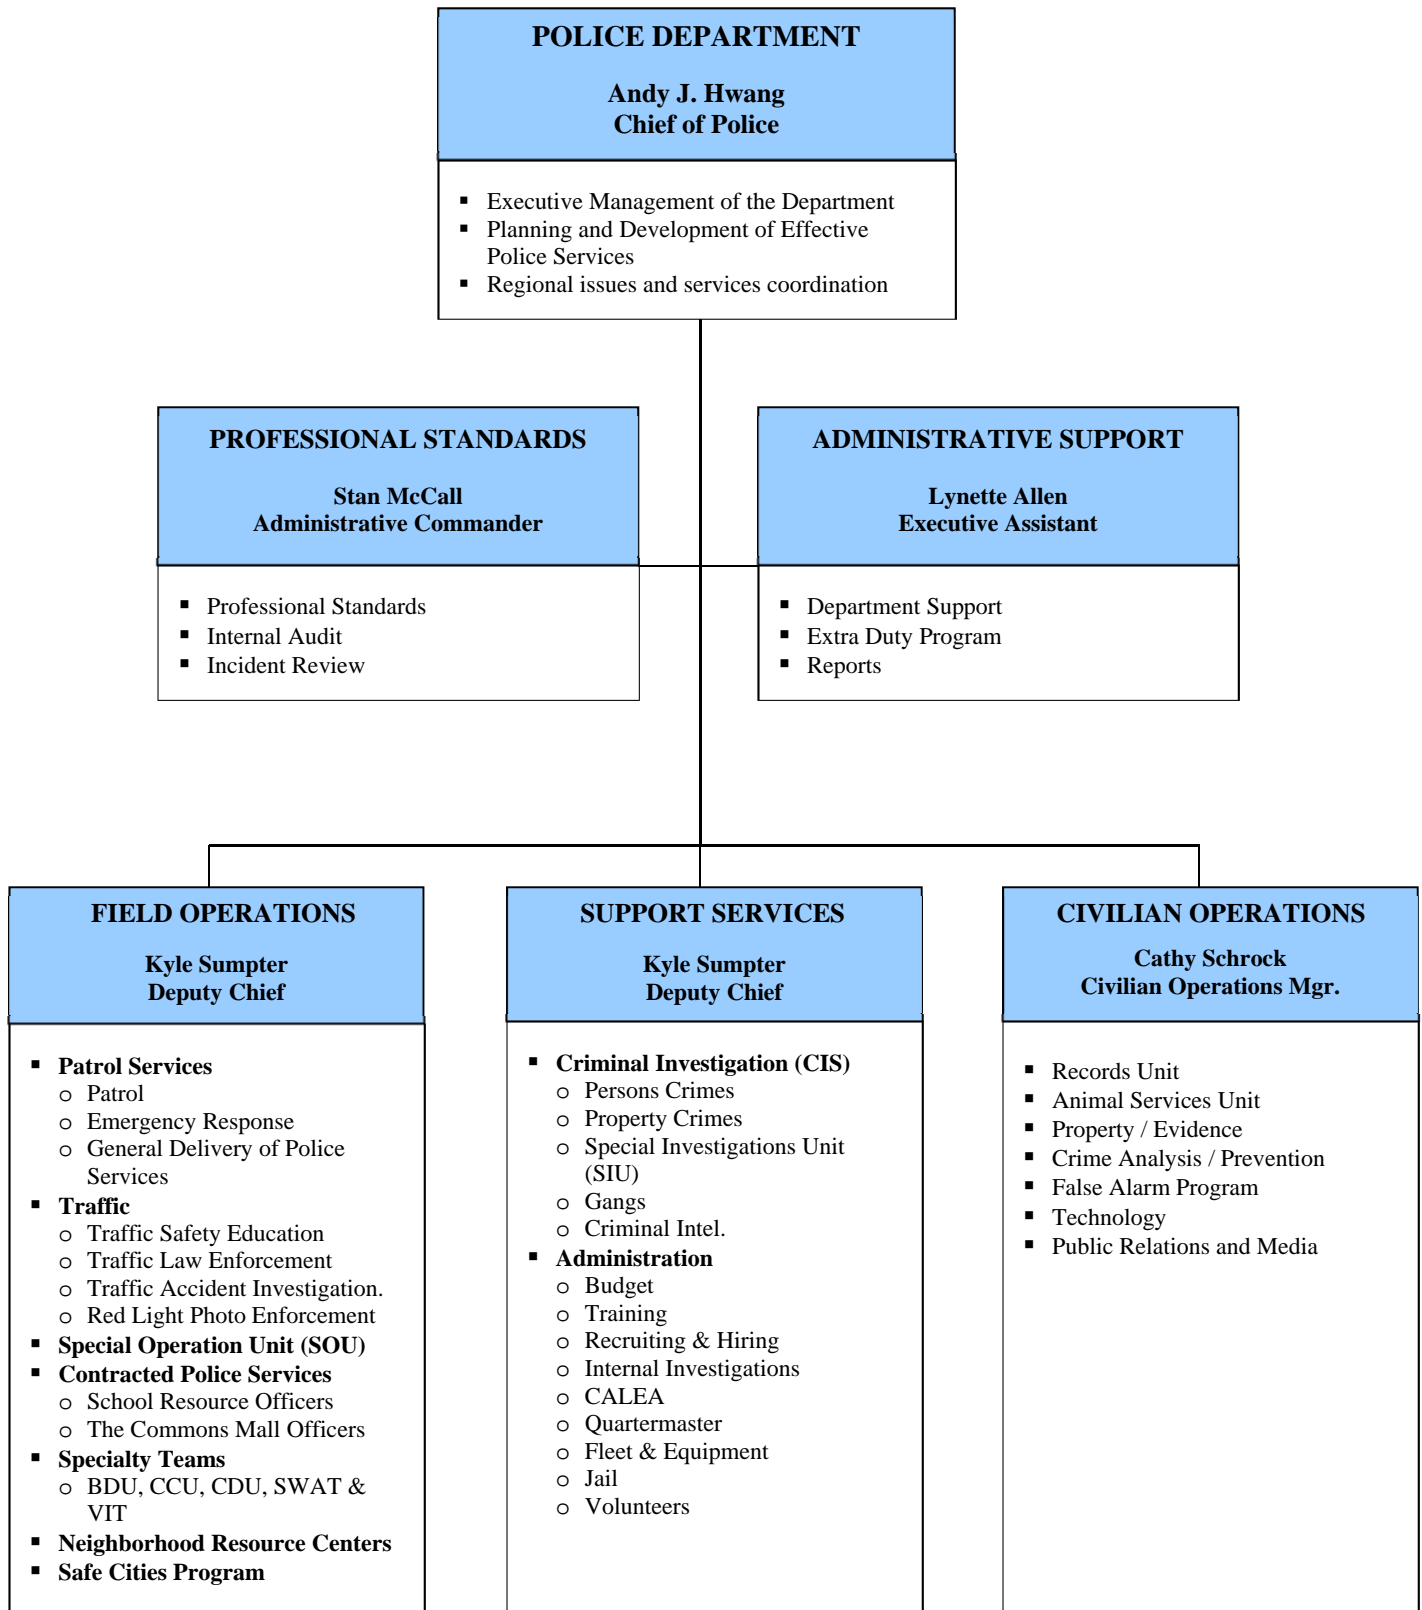 POLICE DEPARTMENT
Andy J. Hwang
Chief of Police
▪ Executive Management of the Department
▪ Planning and Development of Effective
Police Services
▪ Regional issues and services coordination
PROFESSIONAL STANDARDS
Stan McCall
Administrative Commander
▪ Professional Standards
▪ Internal Audit
▪ Incident Review
ADMINISTRATIVE SUPPORT
Lynette Allen
Executive Assistant
▪ Department Support
▪ Extra Duty Program
▪ Reports
FIELD OPERATIONS
Kyle Sumpter
Deputy Chief
▪ Patrol Services
o Patrol
o Emergency Response
o General Delivery of Police
Services
▪ Traffic
o Traffic Safety Education
o Traffic Law Enforcement
o Traffic Accident Investigation.
o Red Light Photo Enforcement
▪ Special Operation Unit (SOU)
▪ Contracted Police Services
o School Resource Officers
o The Commons Mall Officers
▪ Specialty Teams
o BDU, CCU, CDU, SWAT &
VIT
▪ Neighborhood Resource Centers
▪ Safe Cities Program
SUPPORT SERVICES
Kyle Sumpter
Deputy Chief
▪ Criminal Investigation (CIS)
o Persons Crimes
o Property Crimes
o Special Investigations Unit
(SIU)
o Gangs
o Criminal Intel.
▪ Administration
o Budget
o Training
o Recruiting & Hiring
o Internal Investigations
o CALEA
o Quartermaster
o Fleet & Equipment
o Jail
o Volunteers
CIVILIAN OPERATIONS
Cathy Schrock
Civilian Operations Mgr.
▪ Records Unit
▪ Animal Services Unit
▪ Property / Evidence
▪ Crime Analysis / Prevention
▪ False Alarm Program
▪ Technology
▪ Public Relations and Media